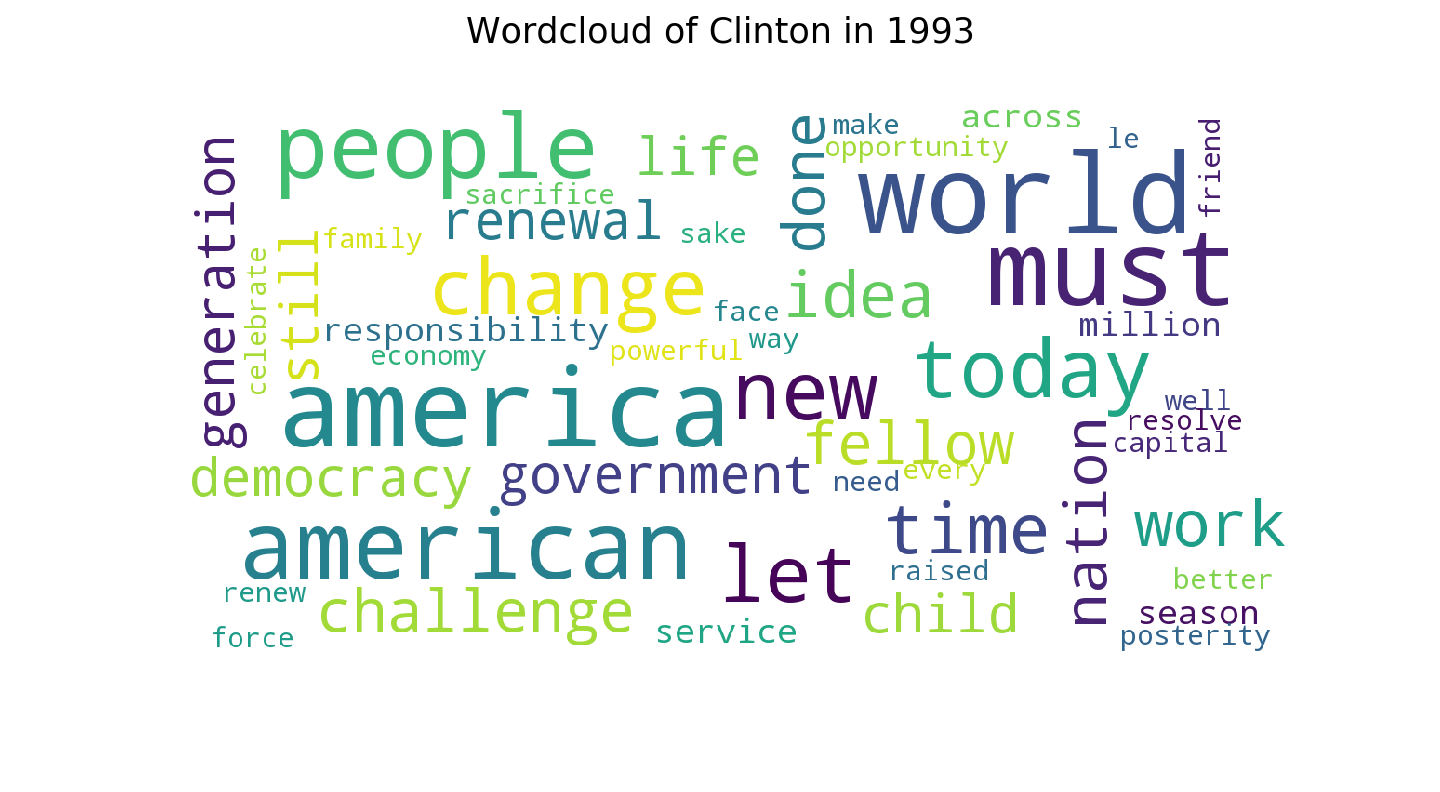 Wordcloud of Clinton in 1993
people
life
done
make
across
opportunity
le
friend
generation
sacrifice
world
renewal
sake
family
still
celebrate
change
must
idea
face
million
responsibility
way
economy
powerful
today
america
new
well
resolve
fellow
capital
democracy
government
every
need
nation
american
time
work
let
raised
better
renew
challenge
child
season
force
service
posterity